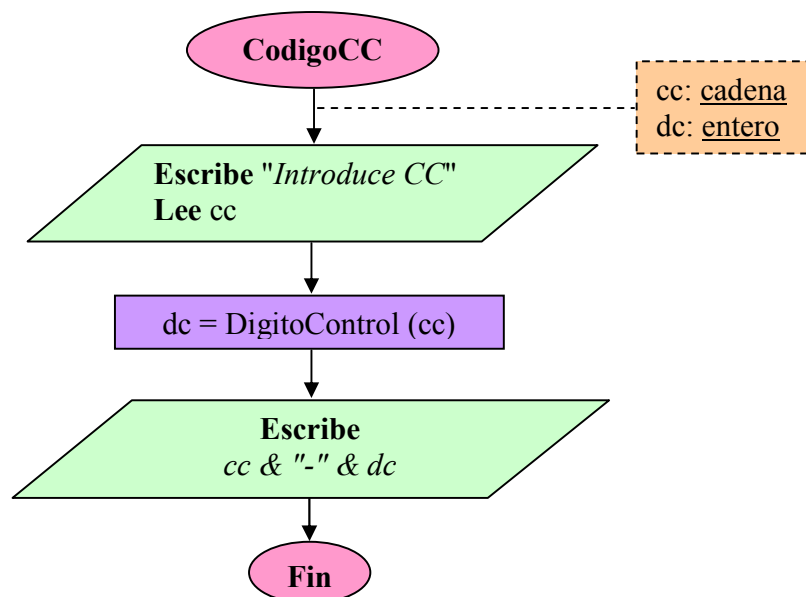 CodigoCC
cc: cadena
dc: entero
Escribe "Introduce CC"
Lee cc
dc = DigitoControl (cc)
Escribe
cc & "-" & dc
Fin